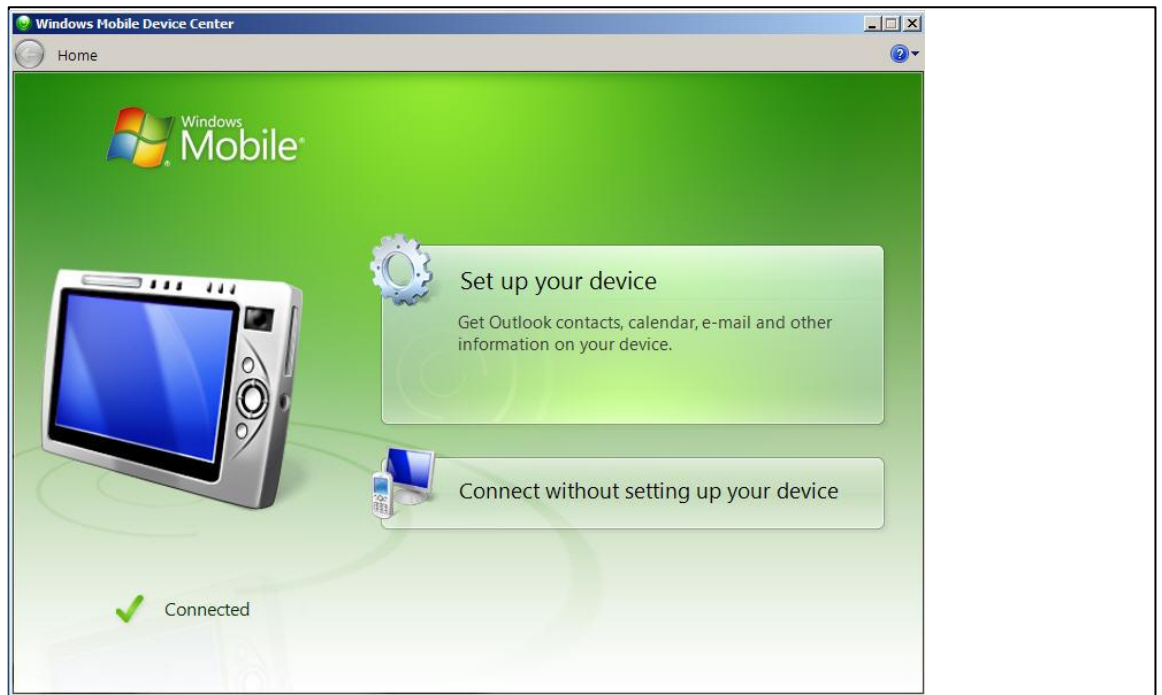 Windows Mobile Device Center
Home
Windows
Mobile®
Set up your device
Get Outlook contacts, calendar, e-mail and other
information on your device.
Connect without setting up your device
Connected